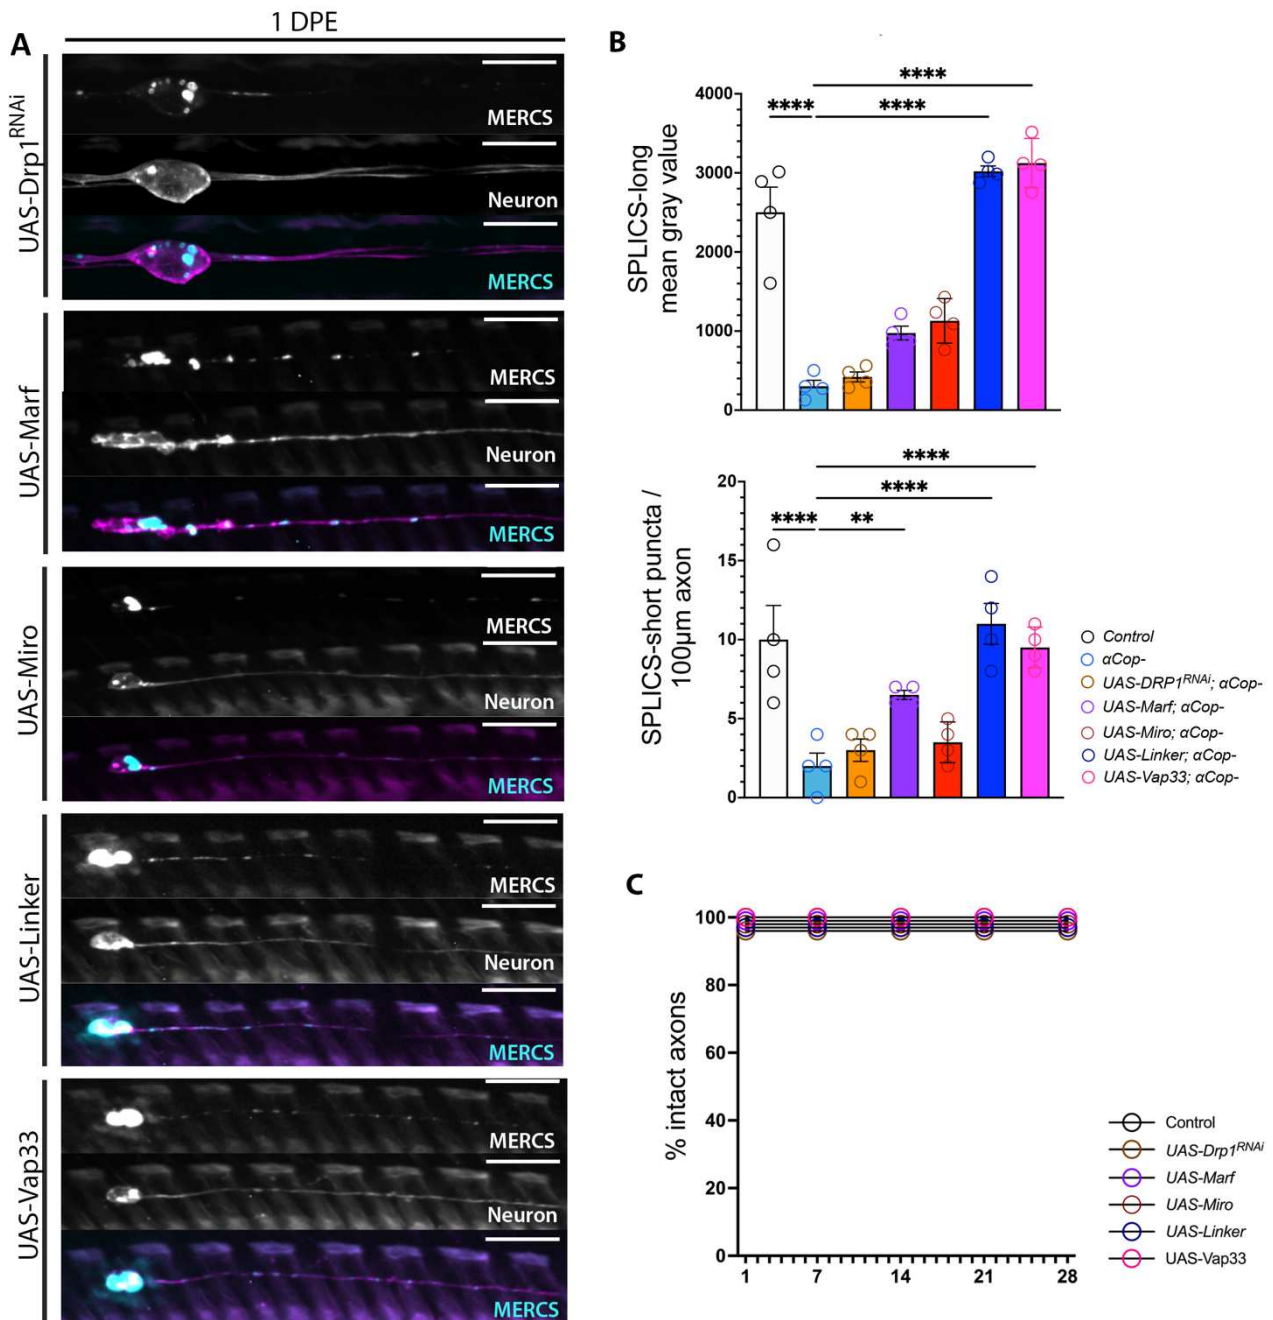 1 DPE
A
UAS-Drp1RNAi
MERCS
Neuron
MERCS
UAS-Marf
MERCS
Neuron
MERCS
UAS-Miro
MERCS
Neuron
MERCS
UAS-Linker
MERCS
Neuron
MERCS
UAS-Vap33
MERCS
Neuron
MERCS
B
SPLICS-long
mean gray value
4000
3000
2000
1000
0
****
****
****
SPLICS-short puncta /
100µm axon
20
15
10
5
0
****
****
****
**
Control
αCop-
UAS-DRP1RNAi; αCop-
UAS-Marf; αCop-
UAS-Miro; αCop-
UAS-Linker; αCop-
UAS-Vap33; αCop-
C
% intact axons
100
80
60
40
20
0
1 7 14 21 28
Control
UAS-Drp1RNAi
UAS-Marf
UAS-Miro
UAS-Linker
UAS-Vap33